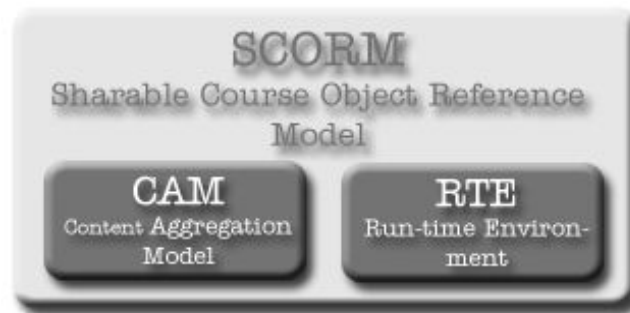 SCORM
Sharable Course Object Reference
Model
CAM
Content Aggregation
Model
RTE
Run-time Environ-
ment